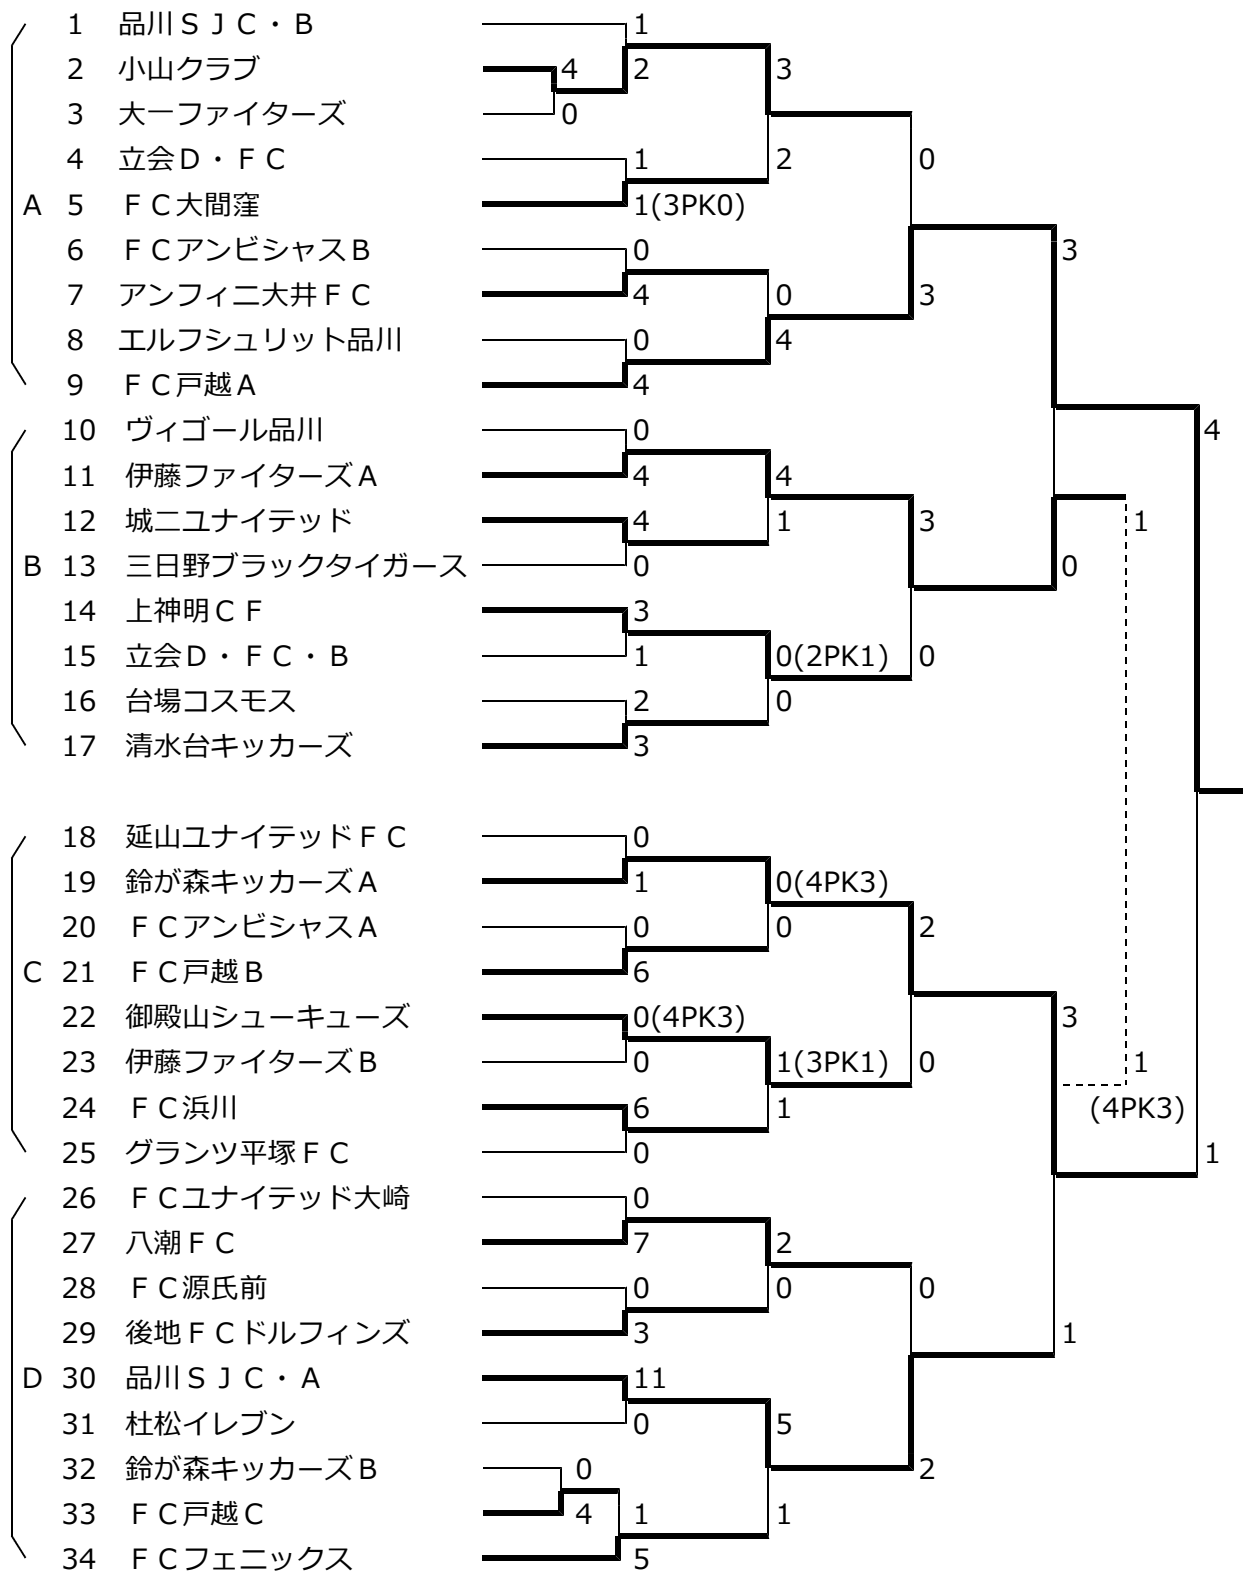 1 品川ＳＪＣ・Ｂ 1
2 小山クラブ 4 2 3
3 大一ファイターズ 0
4 立会Ｄ・ＦＣ 1 2 0
A 5 ＦＣ大間窪 1(3PK0)
6 ＦＣアンビシャスＢ 0 3
7 アンフィニ大井ＦＣ 4 0 3
8 エルフシュリット品川 0 4
9 ＦＣ戸越Ａ 4
10 ヴィゴール品川 0 4
11 伊藤ファイターズＡ 4 4
12 城二ユナイテッド 4 1 3 1
B 13 三日野ブラックタイガース 0 0
14 上神明ＣＦ 3
15 立会Ｄ・ＦＣ・Ｂ 1 0(2PK1) 0
16 台場コスモス 2 0
17 清水台キッカーズ 3
18 延山ユナイテッドＦＣ 0
19 鈴が森キッカーズＡ 1 0(4PK3)
20 ＦＣアンビシャスＡ 0 0 2
C 21 ＦＣ戸越Ｂ 6
22 御殿山シューキューズ 0(4PK3) 3
23 伊藤ファイターズＢ 0 1(3PK1) 0 1
24 ＦＣ浜川 6 1 (4PK3)
25 グランツ平塚ＦＣ 0 1
26 ＦＣユナイテッド大崎 0
27 八潮ＦＣ 7 2
28 ＦＣ源氏前 0 0 0
29 後地ＦＣドルフィンズ 3 1
D 30 品川ＳＪＣ・Ａ 11
31 杜松イレブン 0 5
32 鈴が森キッカーズＢ 0 2
33 ＦＣ戸越Ｃ 4 1 1
34 ＦＣフェニックス 5